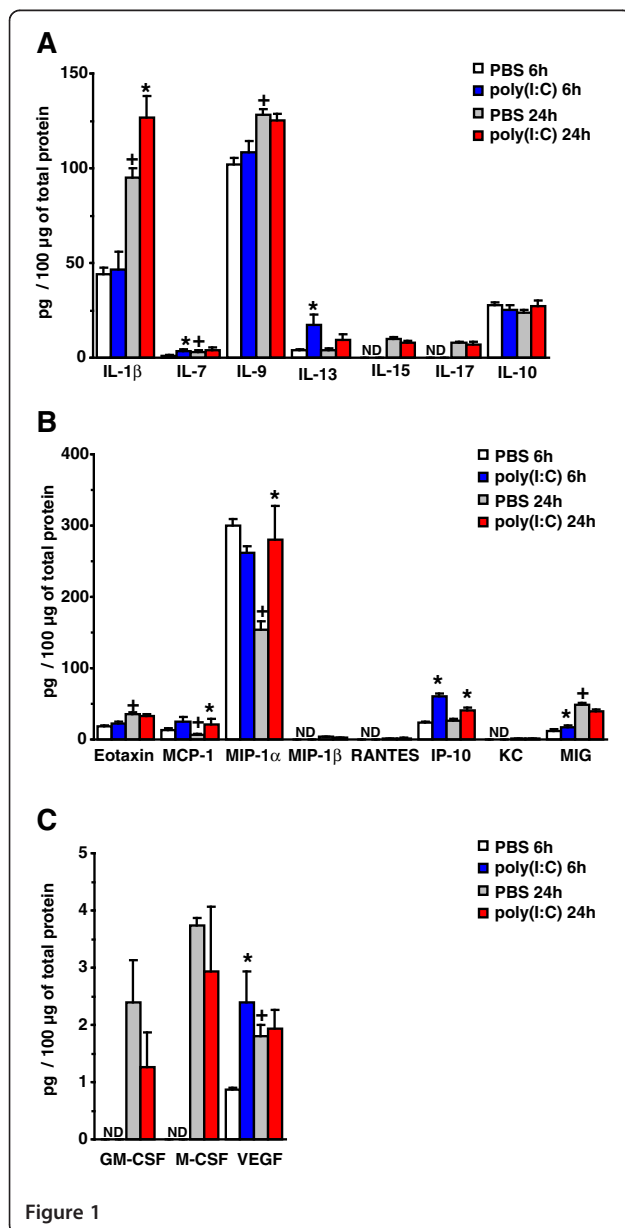 A
150
100
50
0
pg / 100 µg of total protein
PBS 6h
poly(I:C) 6h
PBS 24h
poly(I:C) 24h
* + + * + * ND ND
IL-1β IL-7 IL-9 IL-13 IL-15 IL-17 IL-10
B
400
300
200
100
0
pg / 100 µg of total protein
PBS 6h
poly(I:C) 6h
PBS 24h
poly(I:C) 24h
+ + * + * ND ND * * ND * +
Eotaxin MCP-1 MIP-1α MIP-1β RANTES IP-10 KC MIG
C
5
4
3
2
1
0
pg / 100 µg of total protein
PBS 6h
poly(I:C) 6h
PBS 24h
poly(I:C) 24h
ND ND * +
GM-CSF M-CSF VEGF
Figure 1